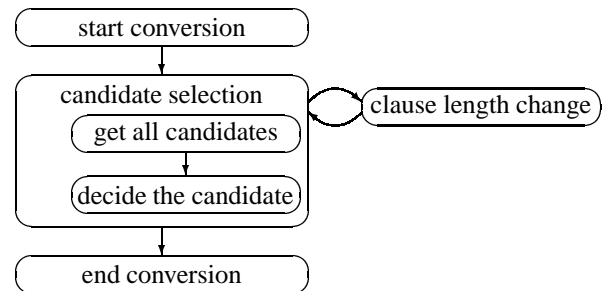 start conversion
candidate selection
clause length change
get all candidates
decide the candidate
end conversion